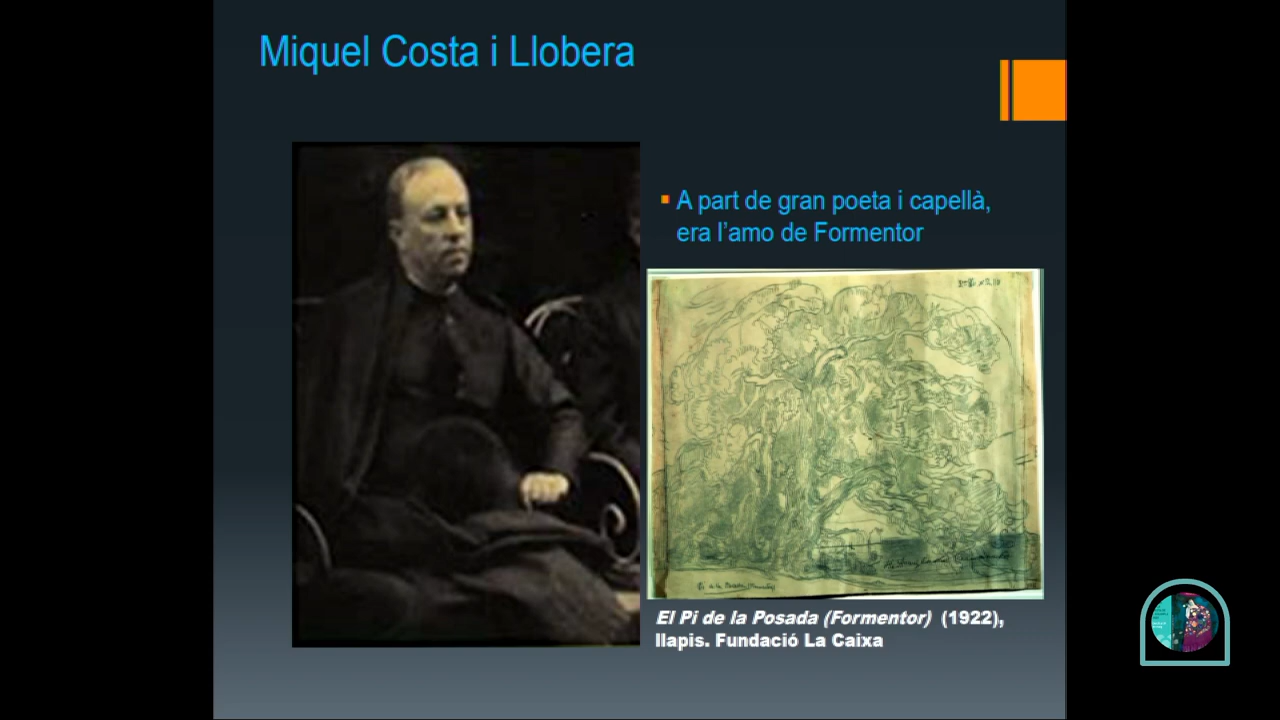 Miquel Costa i Llobera
A part de gran poeta i capellà,
era l'amo de Formentor
El Pi de la Posada (Formentor) (1922),
llapis. Fundació La Caixa